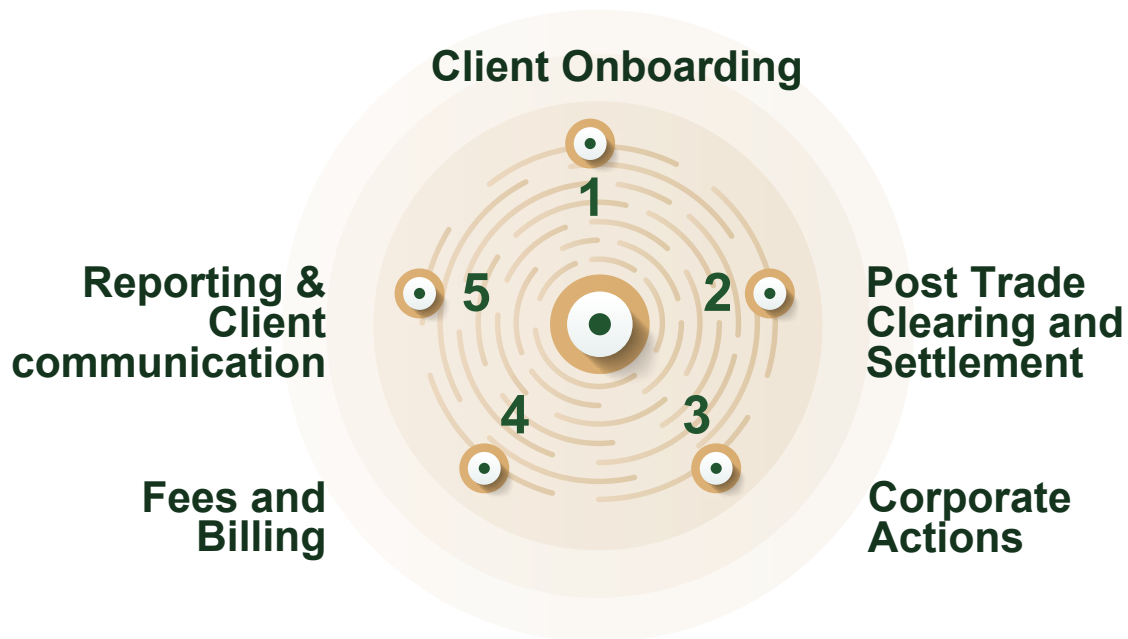 Client Onboarding
1
2
Post Trade
Clearing and
Settlement
3
Corporate
Actions
4
Fees and
Billing
5
Reporting &
Client
communication